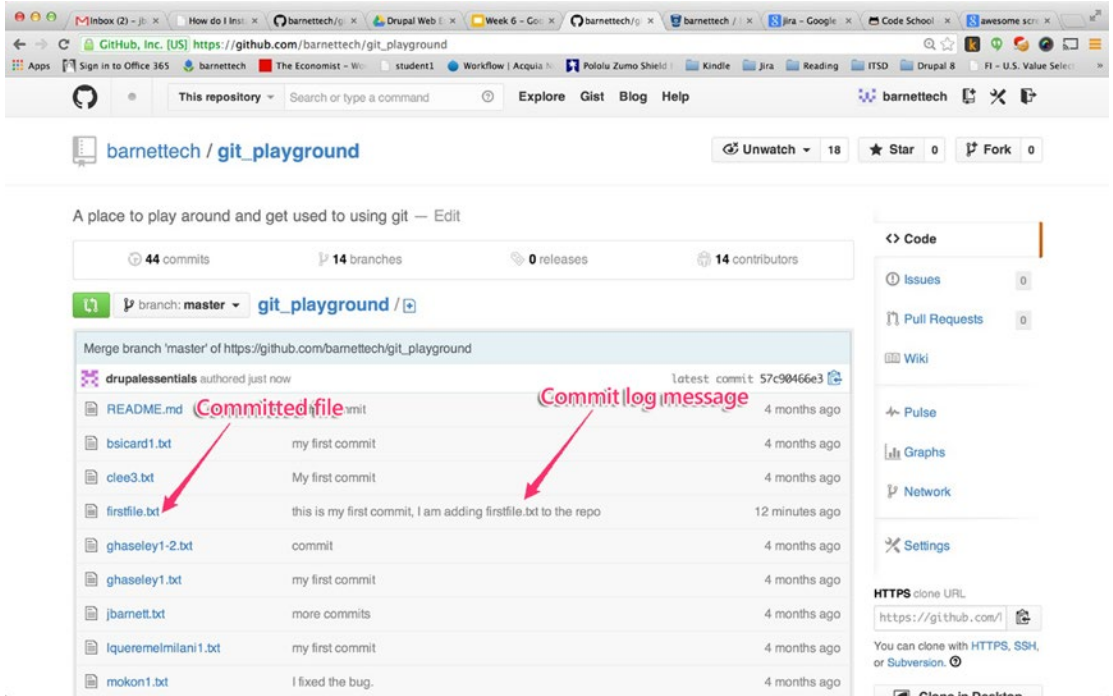 Inbox (2) – jb
How do I Inst
barnettech/gi
Drupal Web E
Week 6 – Goo
barnettech/gi
barnettech /
jira – Google
Code School
awesome scre
GitHub, Inc. [US] https://github.com/barnettech/git_playground
Apps Sign in to Office 365 barnettech The Economist – Wo student1 Workflow | Acquia N Pololu Zumo Shield Kindle Jira Reading ITSD Drupal 8 FI – U.S. Value Select »
This repository Search or type a command Explore Gist Blog Help barnettech
barnettech / git_playground Unwatch 18 Star 0 Fork 0
A place to play around and get used to using git — Edit
44 commits 14 branches 0 releases 14 contributors
branch: master git_playground /
Merge branch 'master' of https://github.com/barnettech/git_playground
drupalessentials authored just now latest commit 57c90466e3
Committed file
Commit log message
README.md 4 months ago
bsicard1.txt my first commit 4 months ago
clee3.txt My first commit 4 months ago
firstfile.txt this is my first commit, I am adding firstfile.txt to the repo 12 minutes ago
ghaseley1-2.txt commit 4 months ago
ghaseley1.txt my first commit 4 months ago
jbarnett.txt more commits 4 months ago
lqueremelmilani1.txt my first commit 4 months ago
mokon1.txt I fixed the bug. 4 months ago
<> Code
Issues 0
Pull Requests 0
Wiki
Pulse
Graphs
Network
Settings
HTTPS clone URL
https://github.com/
You can clone with HTTPS, SSH,
or Subversion.
Clone in Desktop